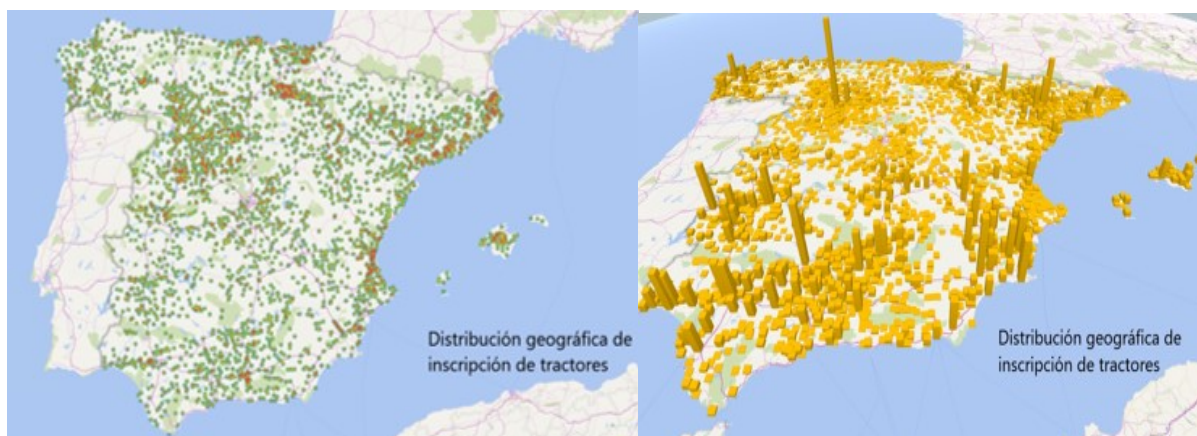 Distribución geográfica de
inscripción de tractores
Distribución geográfica de
inscripción de tractores